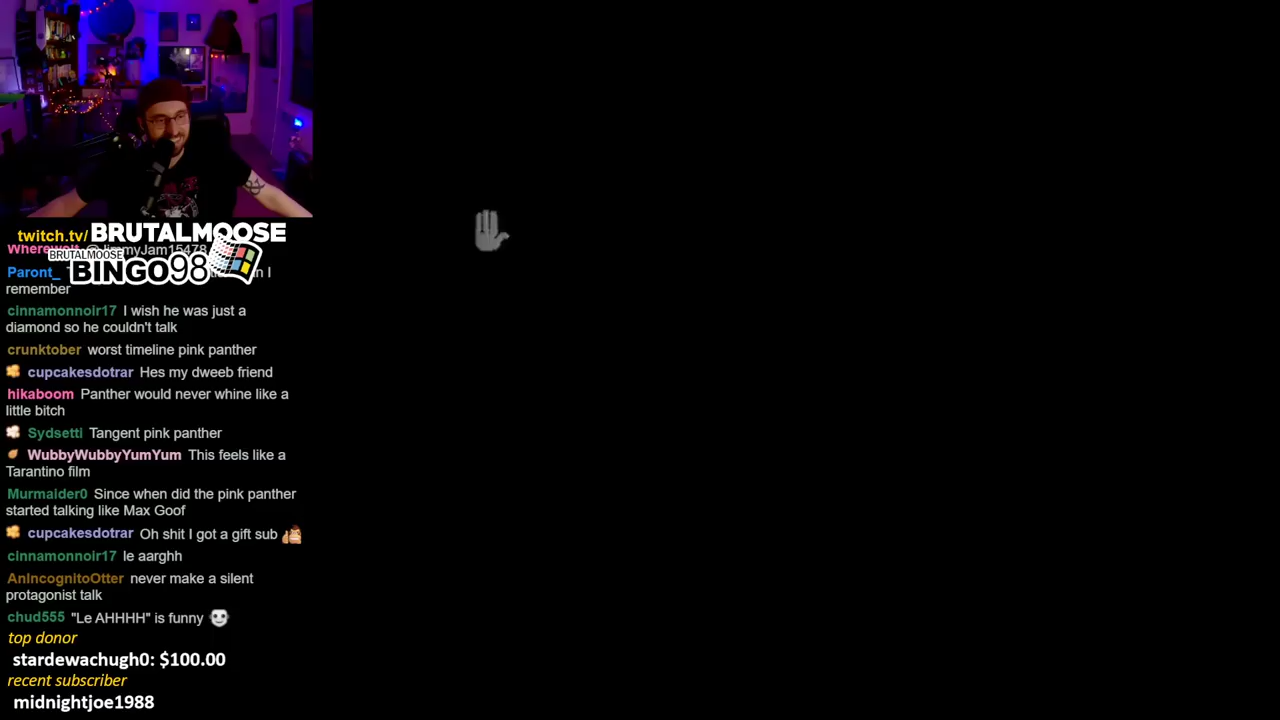 twitch.tv/BRUTALMOOSE
Wherewolf @JimmyJam15478
BRUTALMOOSE
BINGO98
Paront_ n I
remember
cinnamonnoir17 I wish he was just a
diamond so he couldn't talk
crunktober worst timeline pink panther
cupcakesdotrar Hes my dweeb friend
hikaboom Panther would never whine like a
little bitch
Sydsetti Tangent pink panther
WubbyWubbyYumYum This feels like a
Tarantino film
Murmaider0 Since when did the pink panther
started talking like Max Goof
cupcakesdotrar Oh shit I got a gift sub
cinnamonnoir17 le aarghh
AnIncognitoOtter never make a silent
protagonist talk
chud555 "Le AHHHH" is funny
top donor
stardewachugh0: $100.00
recent subscriber
midnightjoe1988